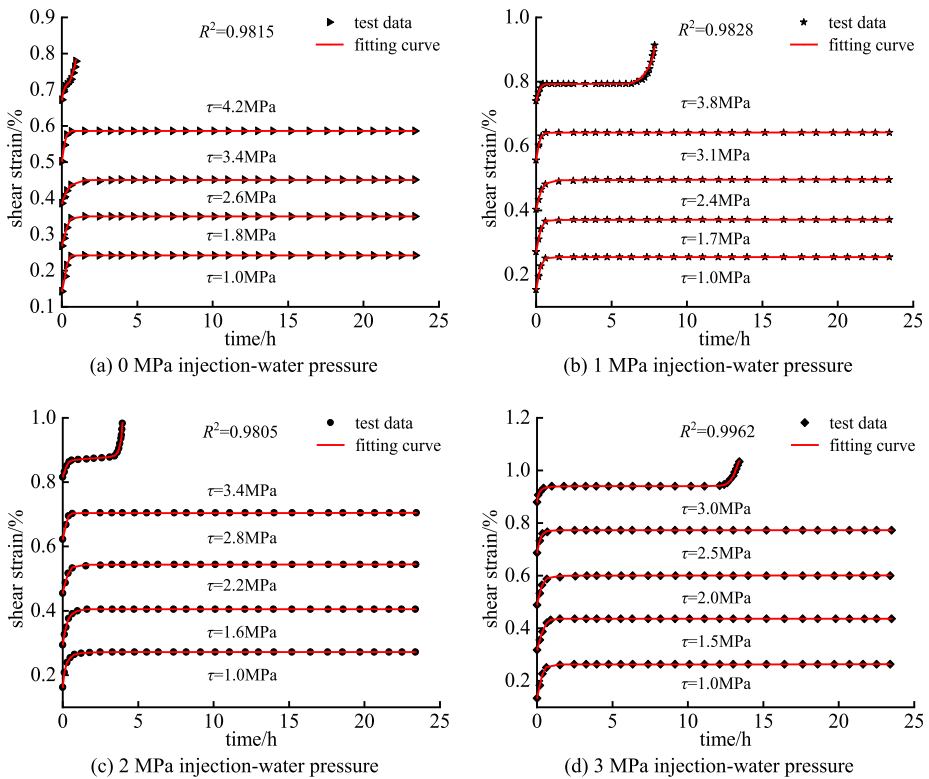 0.9
0.8
0.7
0.6
0.5
0.4
0.3
0.2
0.1
shear strain/%
R²=0.9815
test data
fitting curve
τ=4.2MPa
τ=3.4MPa
τ=2.6MPa
τ=1.8MPa
τ=1.0MPa
0 5 10 15 20 25
time/h
(a) 0 MPa injection-water pressure
1.0
0.8
0.6
0.4
0.2
shear strain/%
R²=0.9828
test data
fitting curve
τ=3.8MPa
τ=3.1MPa
τ=2.4MPa
τ=1.7MPa
τ=1.0MPa
0 5 10 15 20 25
time/h
(b) 1 MPa injection-water pressure
1.0
0.8
0.6
0.4
0.2
shear strain/%
R²=0.9805
test data
fitting curve
τ=3.4MPa
τ=2.8MPa
τ=2.2MPa
τ=1.6MPa
τ=1.0MPa
0 5 10 15 20 25
time/h
(c) 2 MPa injection-water pressure
1.2
1.0
0.8
0.6
0.4
0.2
shear strain/%
R²=0.9962
test data
fitting curve
τ=3.0MPa
τ=2.5MPa
τ=2.0MPa
τ=1.5MPa
τ=1.0MPa
0 5 10 15 20 25
time/h
(d) 3 MPa injection-water pressure